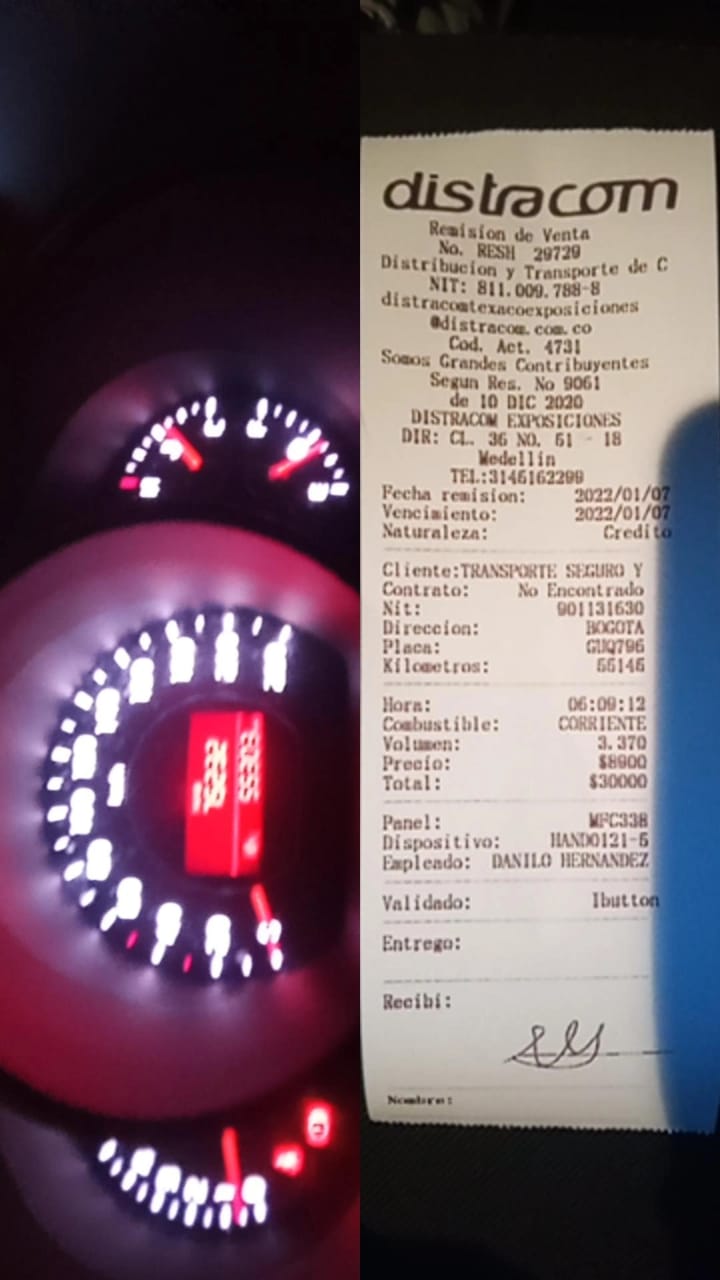 distracom
Remision de Venta
No. RESH 29729
Distribucion y Transporte de C
NIT: 811.009.788-8
distracomtexacoexposiciones
@distracom.com.co
Cod. Act. 4731
Somos Grandes Contribuyentes
Segun Res. No 9061
de 10 DIC 2020
DISTRACOM EXPOSICIONES
DIR: CL. 36 NO. 61 - 18
Medellin
TEL:3146162299
Fecha remision: 2022/01/07
Vencimiento: 2022/01/07
Naturaleza: Credito
Cliente:TRANSPORTE SEGURO Y
Contrato: No Encontrado
Nit: 901131630
Direccion: BOGOTA
Placa: GUQ796
Kilometros: 55145
Hora: 06:09:12
Combustible: CORRIENTE
Volumen: 3.370
Precio: $8900
Total: $30000
Panel: MFC338
Dispositivo: HAND0121-5
Empleado: DANILO HERNANDEZ
Validado: Ibutton
Entrego:
Recibi:
Nombre: